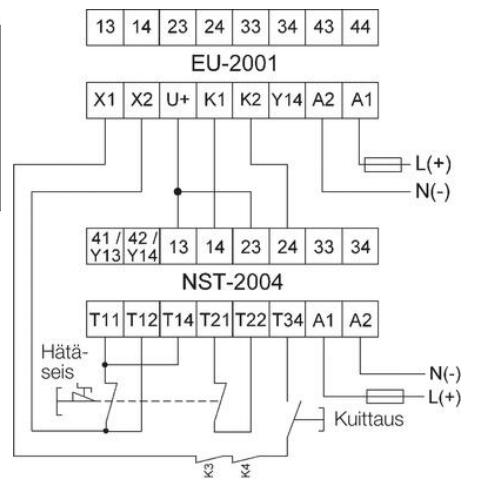 13 14 23 24 33 34 43 44
EU-2001
X1 X2 U+ K1 K2 Y14 A2 A1
L(+)
N(-)
41 / Y13 42 / Y14 13 14 23 24 33 34
NST-2004
T11 T12 T14 T21 T22 T34 A1 A2
Hätä-
seis
N(-)
L(+)
Kuittaus
K3 K4